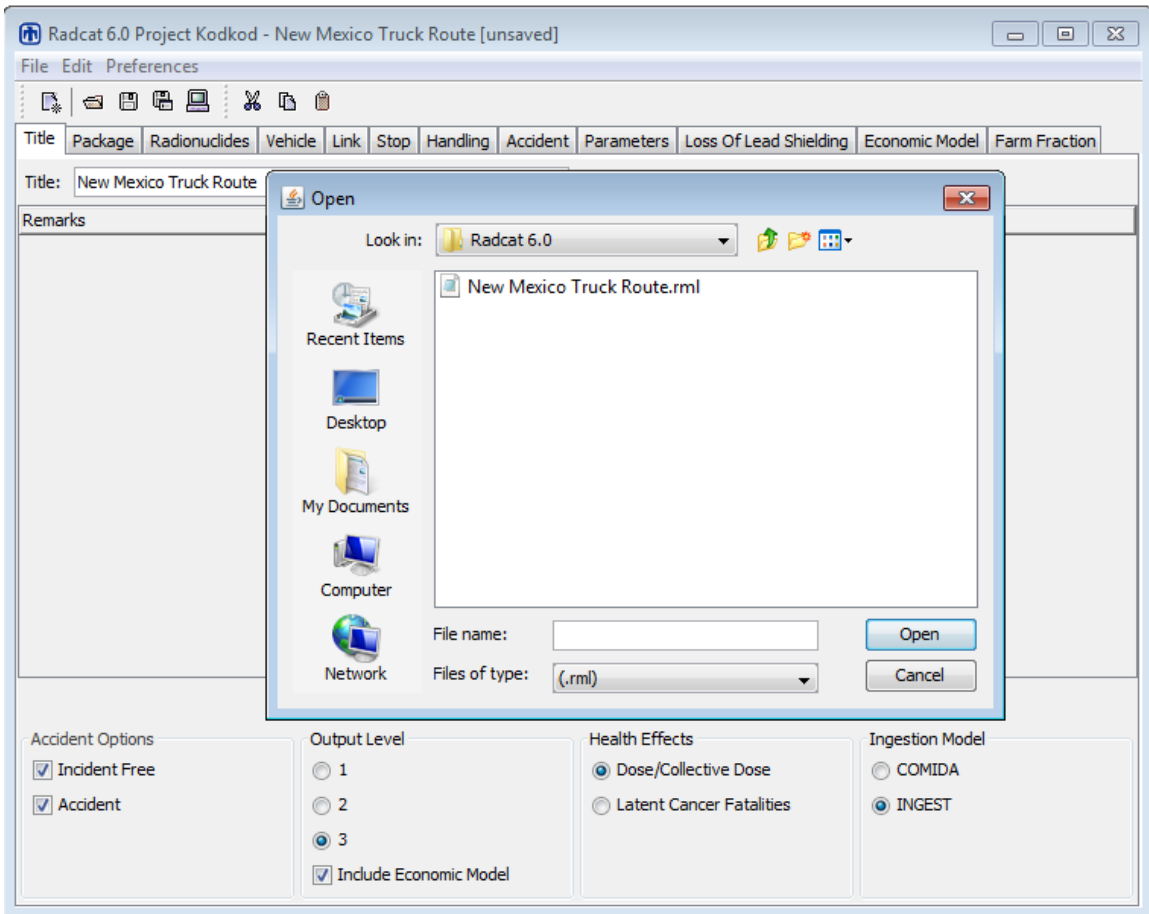 Radcat 6.0 Project Kodkod - New Mexico Truck Route [unsaved]
File Edit Preferences
Title Package Radionuclides Vehicle Link Stop Handling Accident Parameters Loss Of Lead Shielding Economic Model Farm Fraction
Title: New Mexico Truck Route
Remarks
Open
Look in: Radcat 6.0
New Mexico Truck Route.rml
Recent Items
Desktop
My Documents
Computer
Network
File name: Open
Files of type: (.rml) Cancel
Accident Options Output Level Health Effects Ingestion Model
Incident Free 1 Dose/Collective Dose COMIDA
Accident 2 Latent Cancer Fatalities INGEST
3
Include Economic Model